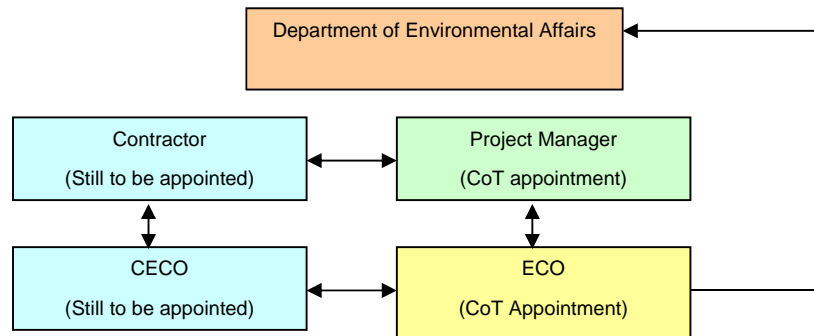 Department of Environmental Affairs
Contractor
(Still to be appointed)
Project Manager
(CoT appointment)
CECO
(Still to be appointed)
ECO
(CoT Appointment)